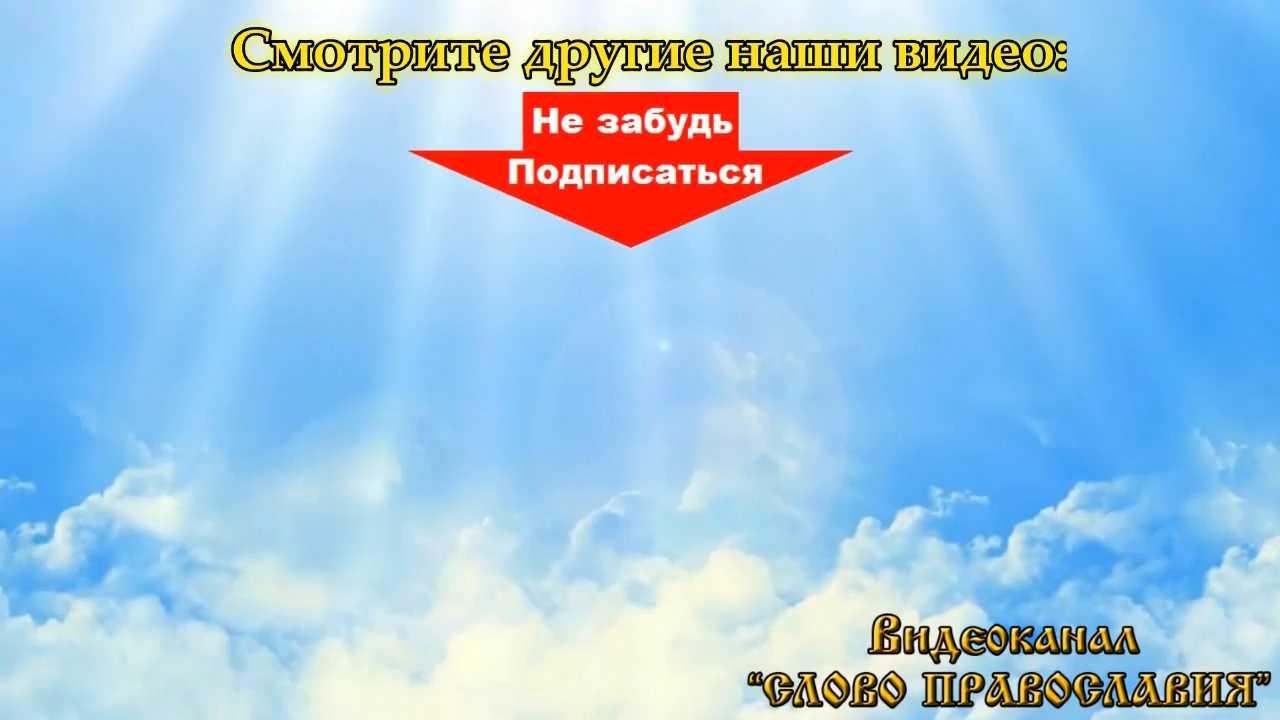 Смотрите другие наши видео:
Не забудь
Подписаться
Видеоканал
“СЛОВО ПРАВОСЛАВИЯ”